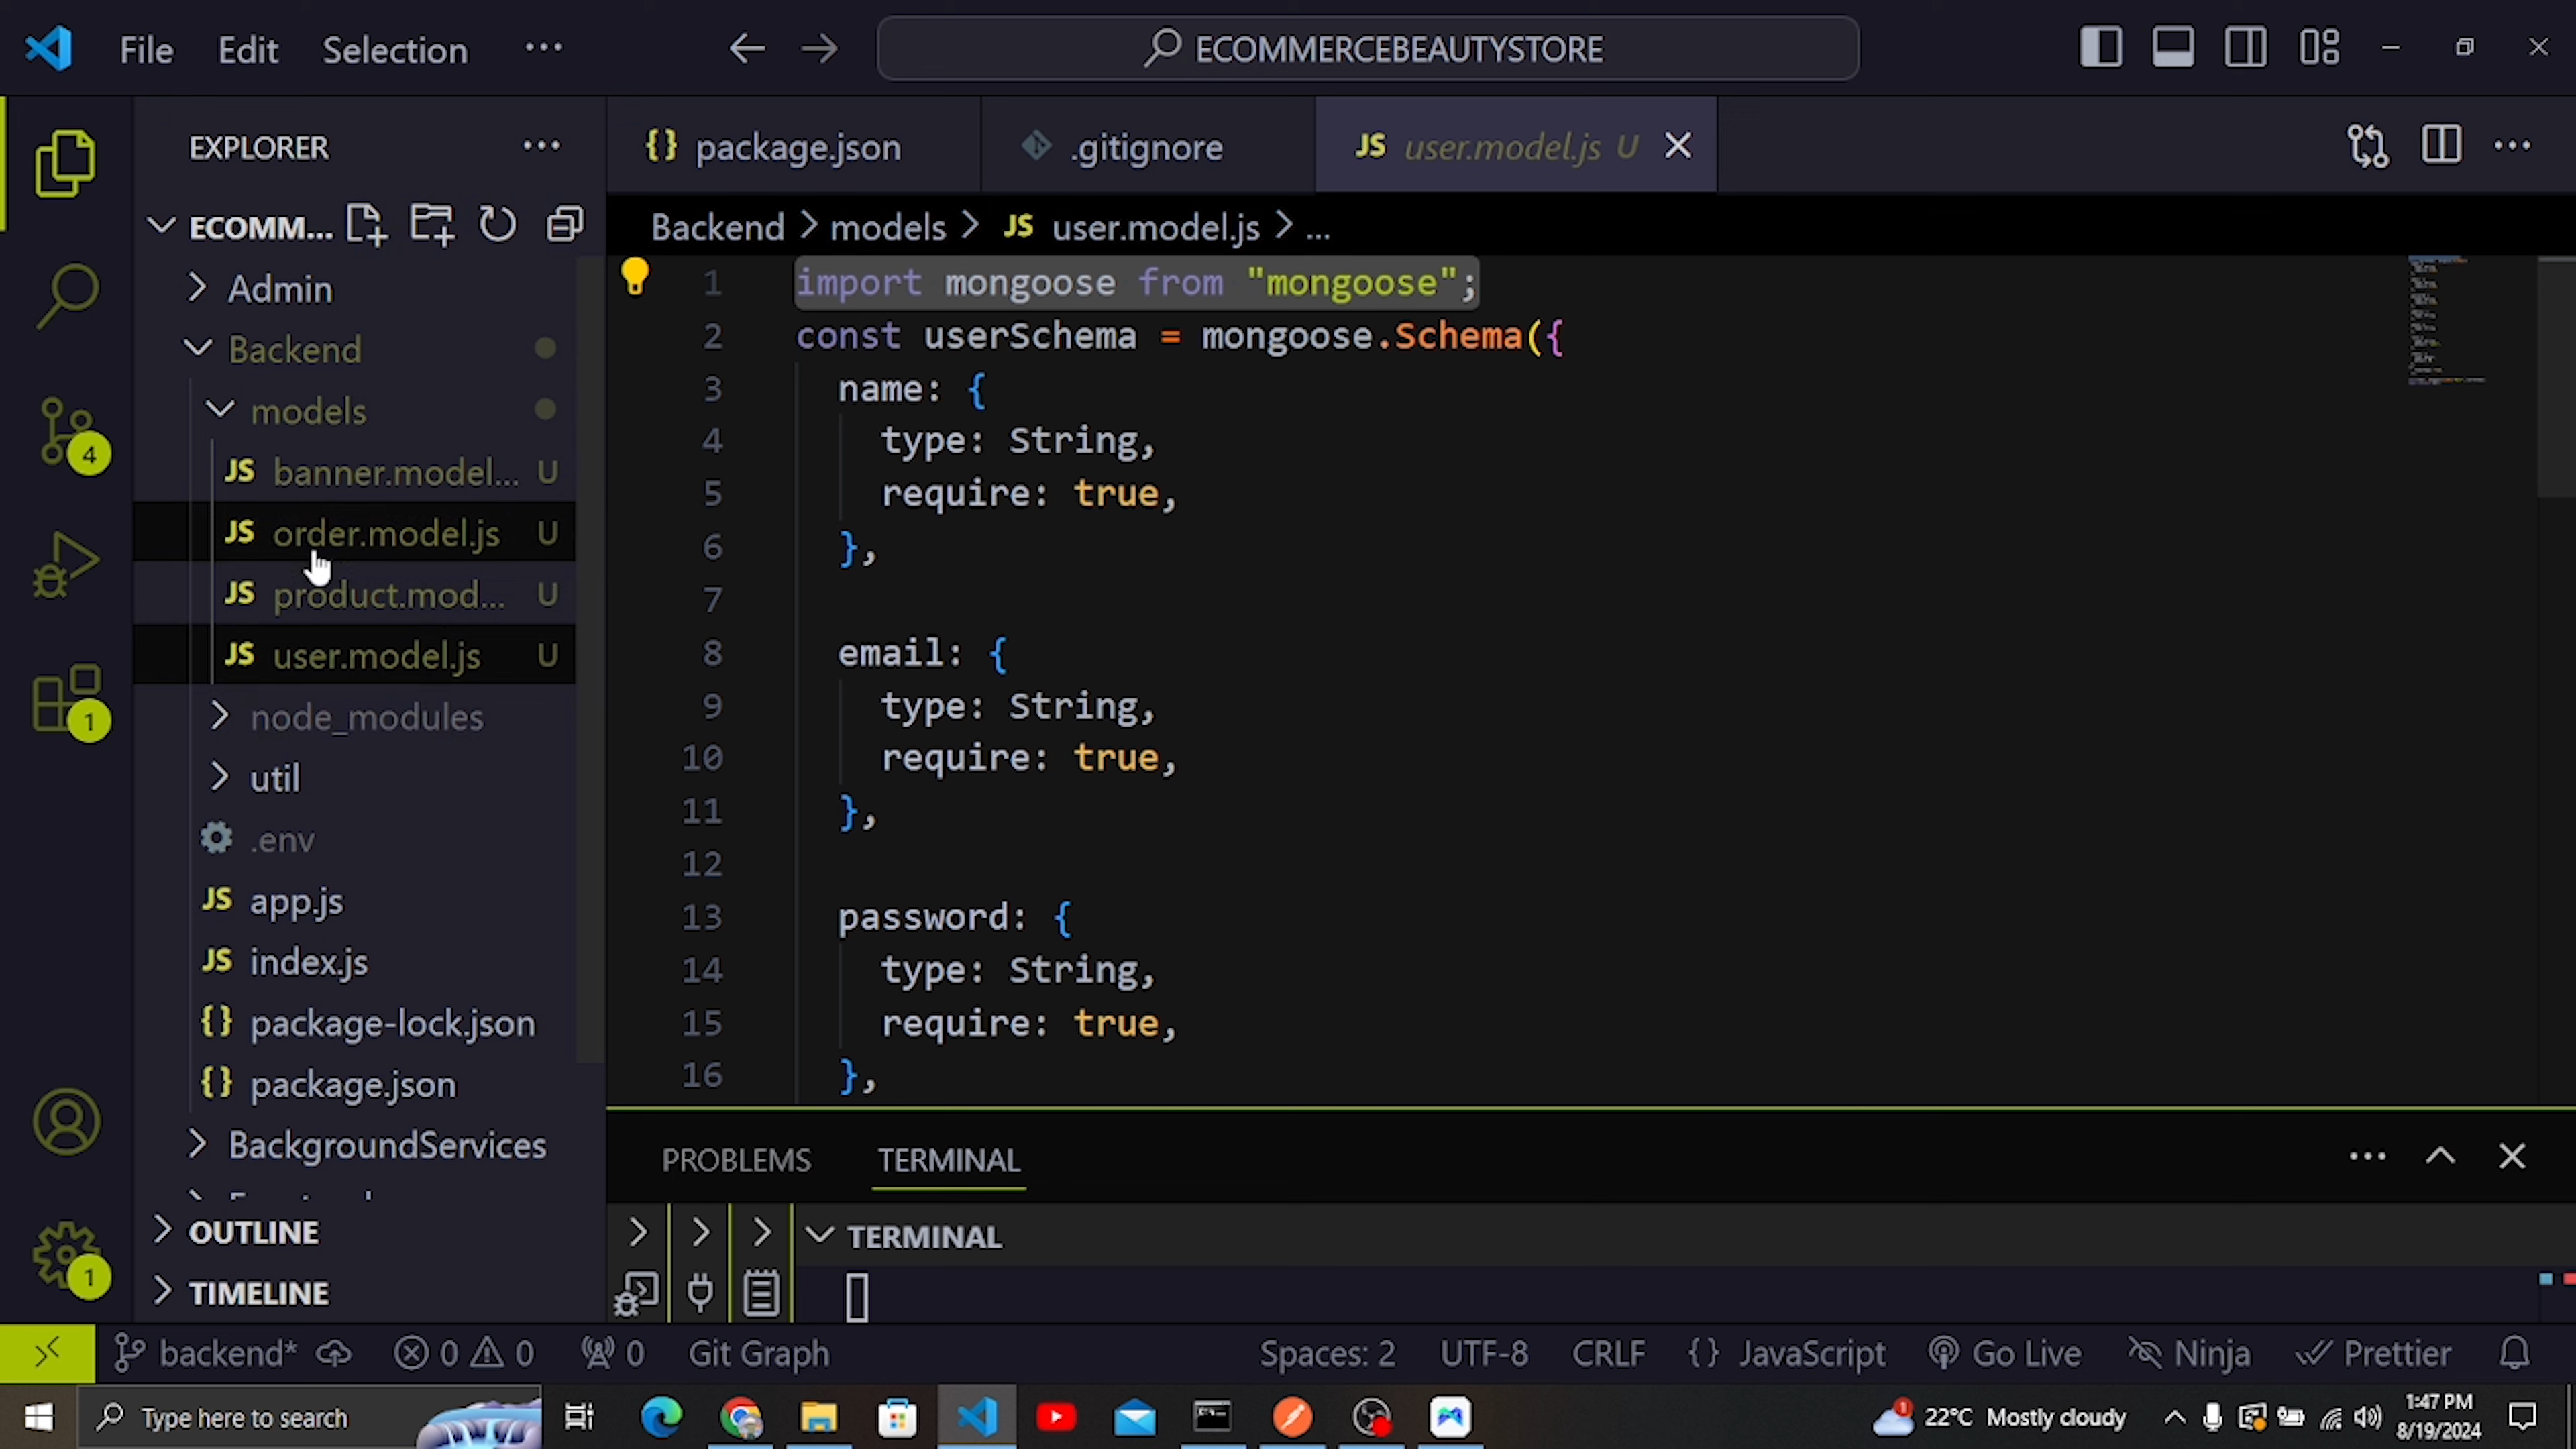 File Edit Selection ...
ECOMMERCEBEAUTYSTORE
EXPLORER
ECOMM...
Admin
Backend
models
JS banner.model... U
JS order.model.js U
JS product.mod... U
JS user.model.js U
node_modules
util
.env
JS app.js
JS index.js
{} package-lock.json
{} package.json
BackgroundServices
OUTLINE
TIMELINE
4
1
1
{} package.json
.gitignore
JS user.model.js U
Backend > models > JS user.model.js > ...
1 import mongoose from "mongoose";
2 const userSchema = mongoose.Schema({
3 name: {
4 type: String,
5 require: true,
6 },
7
8 email: {
9 type: String,
10 require: true,
11 },
12
13 password: {
14 type: String,
15 require: true,
16 },
PROBLEMS TERMINAL
TERMINAL
backend* 0 0 0 Git Graph
Spaces: 2 UTF-8 CRLF {} JavaScript Go Live Ninja Prettier
Type here to search
1 22°C Mostly cloudy
1:47 PM
8/19/2024